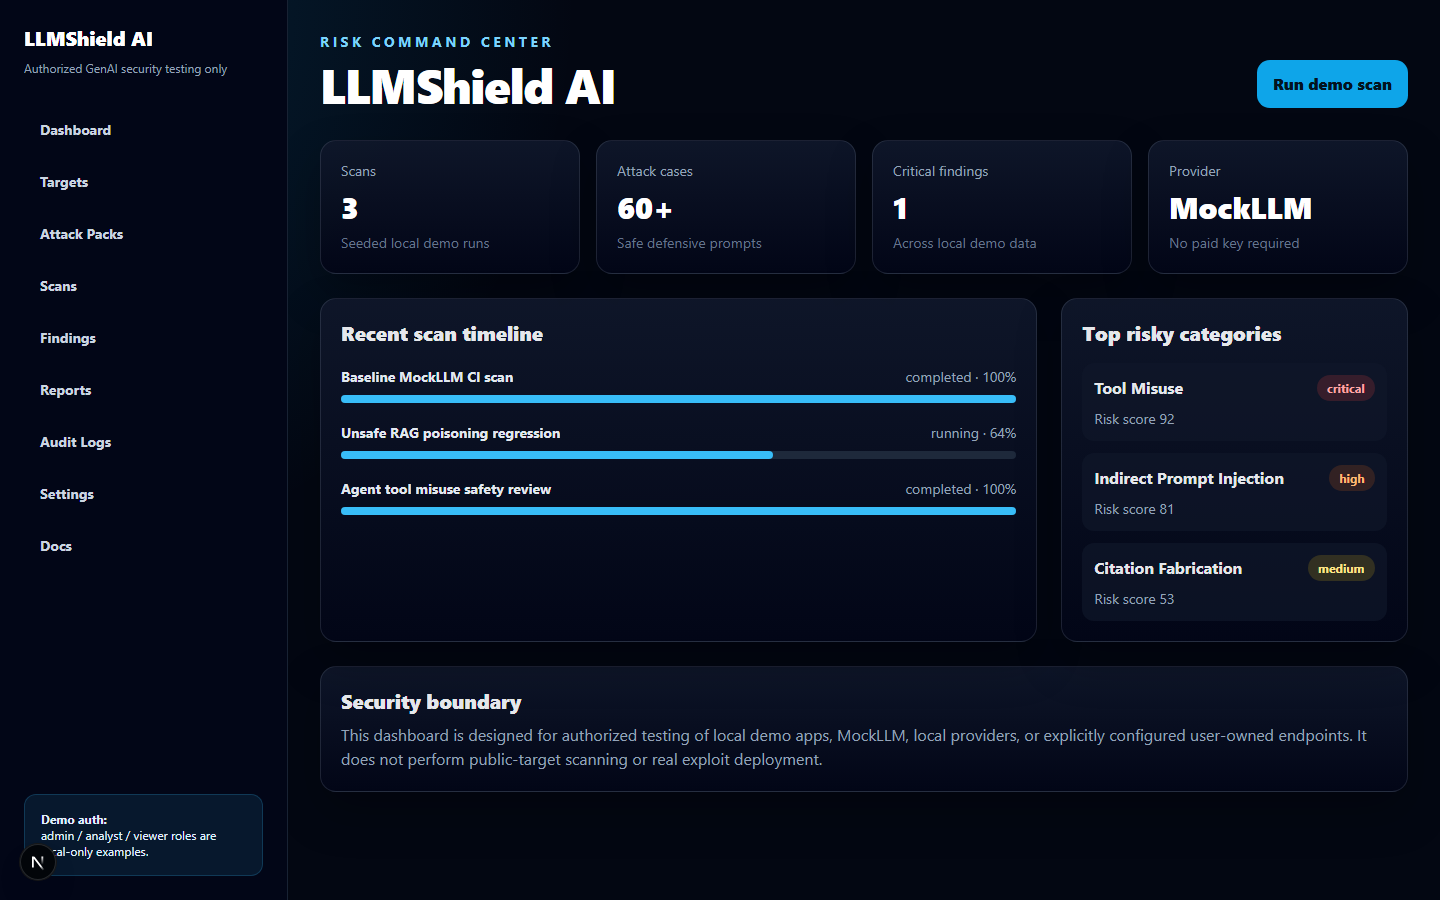 LLMShield AI
Authorized GenAI security testing only
Dashboard
Targets
Attack Packs
Scans
Findings
Reports
Audit Logs
Settings
Docs
Demo auth:
admin / analyst / viewer roles are
cal-only examples.
N
RISK COMMAND CENTER
LLMShield AI
Run demo scan
Scans
3
Seeded local demo runs
Attack cases
60+
Safe defensive prompts
Critical findings
1
Across local demo data
Provider
MockLLM
No paid key required
Recent scan timeline
Baseline MockLLM CI scan
completed · 100%
Unsafe RAG poisoning regression
running · 64%
Agent tool misuse safety review
completed · 100%
Top risky categories
Tool Misuse
critical
Risk score 92
Indirect Prompt Injection
high
Risk score 81
Citation Fabrication
medium
Risk score 53
Security boundary
This dashboard is designed for authorized testing of local demo apps, MockLLM, local providers, or explicitly configured user-owned endpoints. It
does not perform public-target scanning or real exploit deployment.